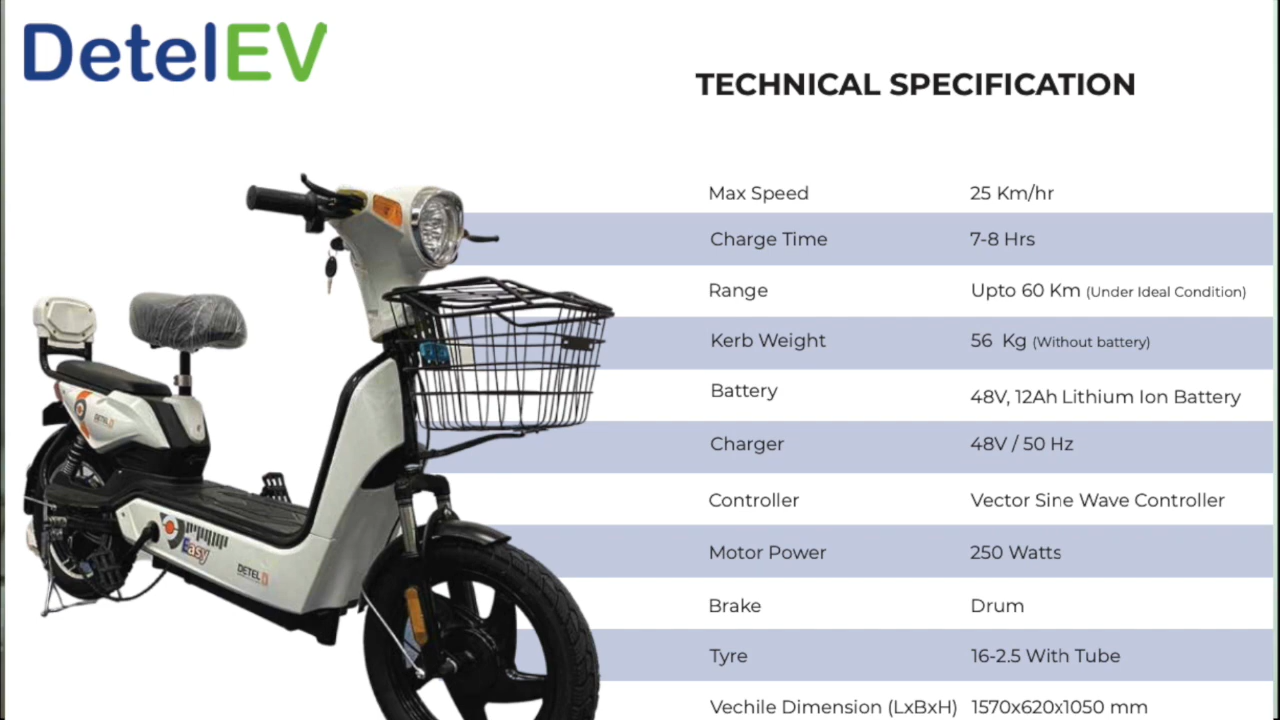 DetelEV
TECHNICAL SPECIFICATION
Max Speed 25 Km/hr
Charge Time 7-8 Hrs
Range Upto 60 Km (Under Ideal Condition)
Kerb Weight 56 Kg (Without battery)
Battery 48V, 12Ah Lithium Ion Battery
Charger 48V / 50 Hz
Controller Vector Sine Wave Controller
Motor Power 250 Watts
Brake Drum
Tyre 16-2.5 With Tube
Vechile Dimension (LxBxH) 1570x620x1050 mm
DETEL
Easy
DETEL